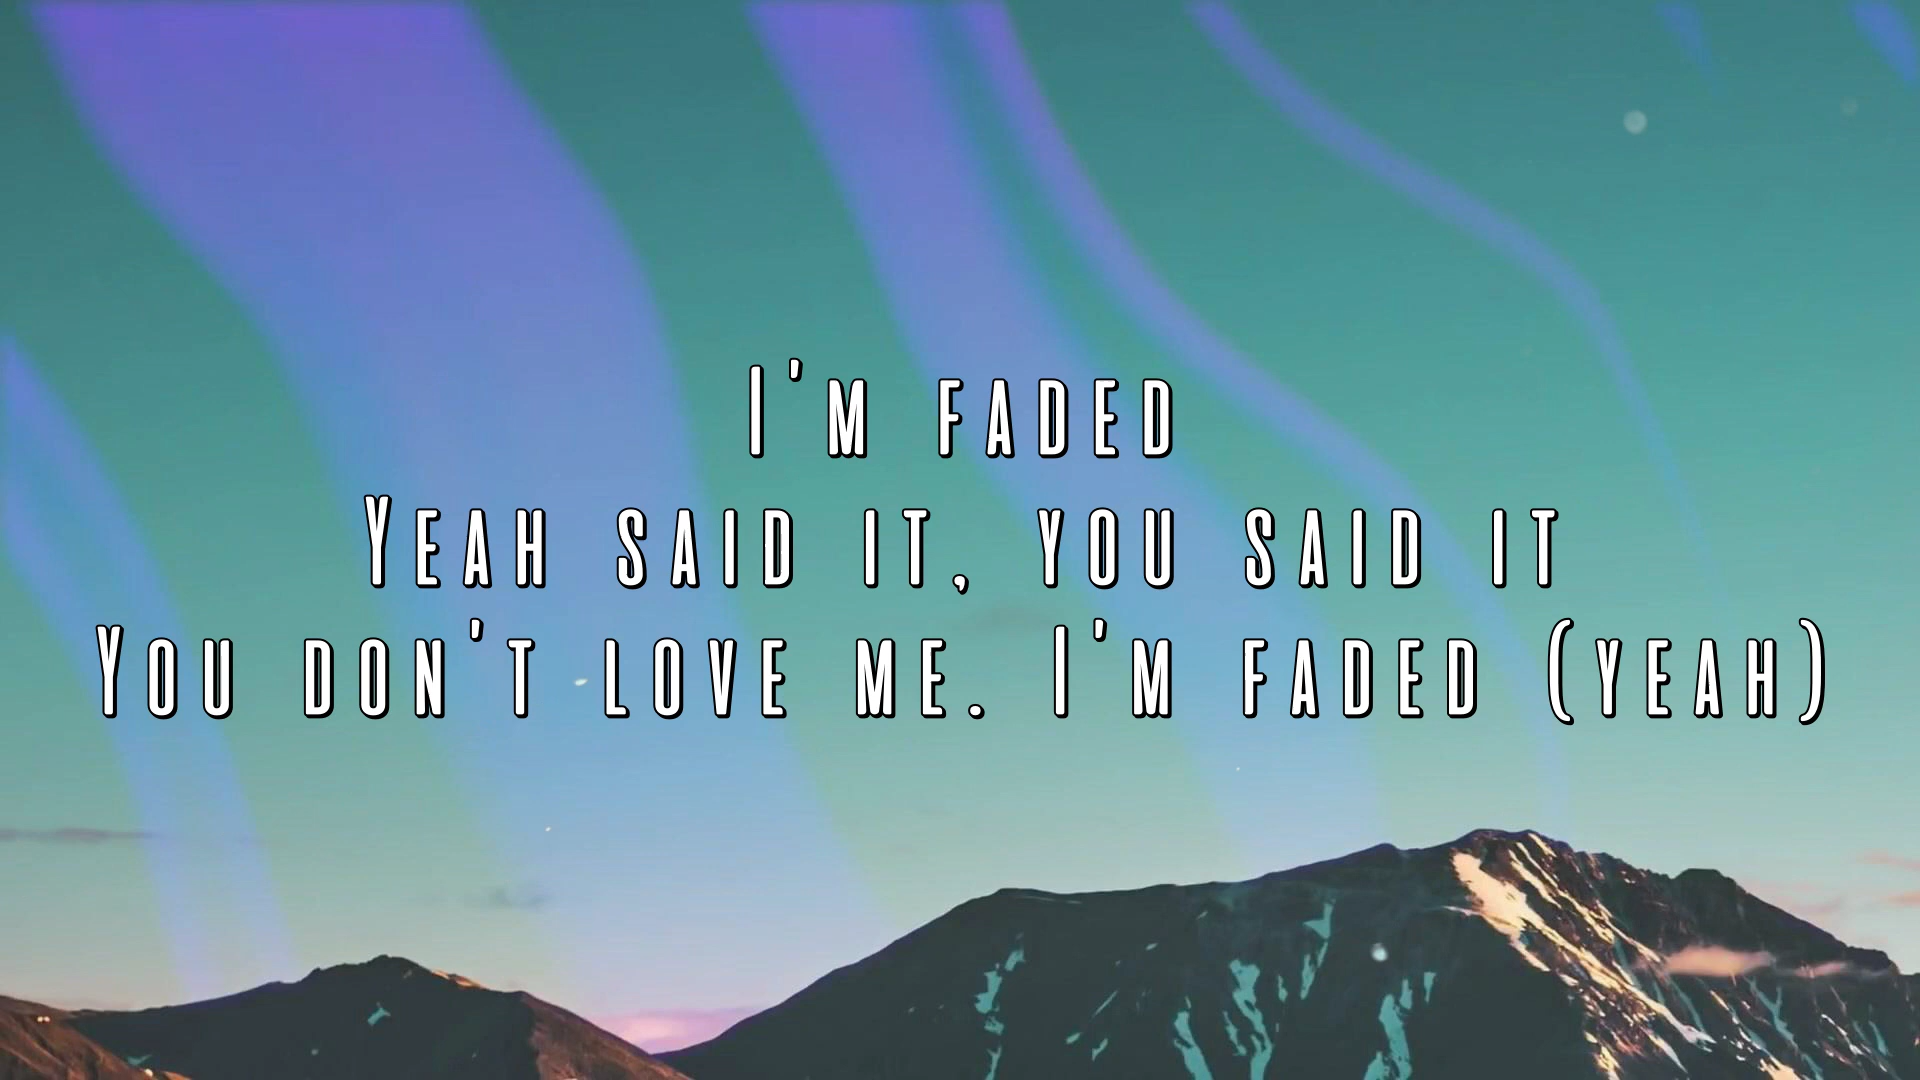 I'm faded
Yeah said it, you said it
You don't love me. I'm faded (yeah)